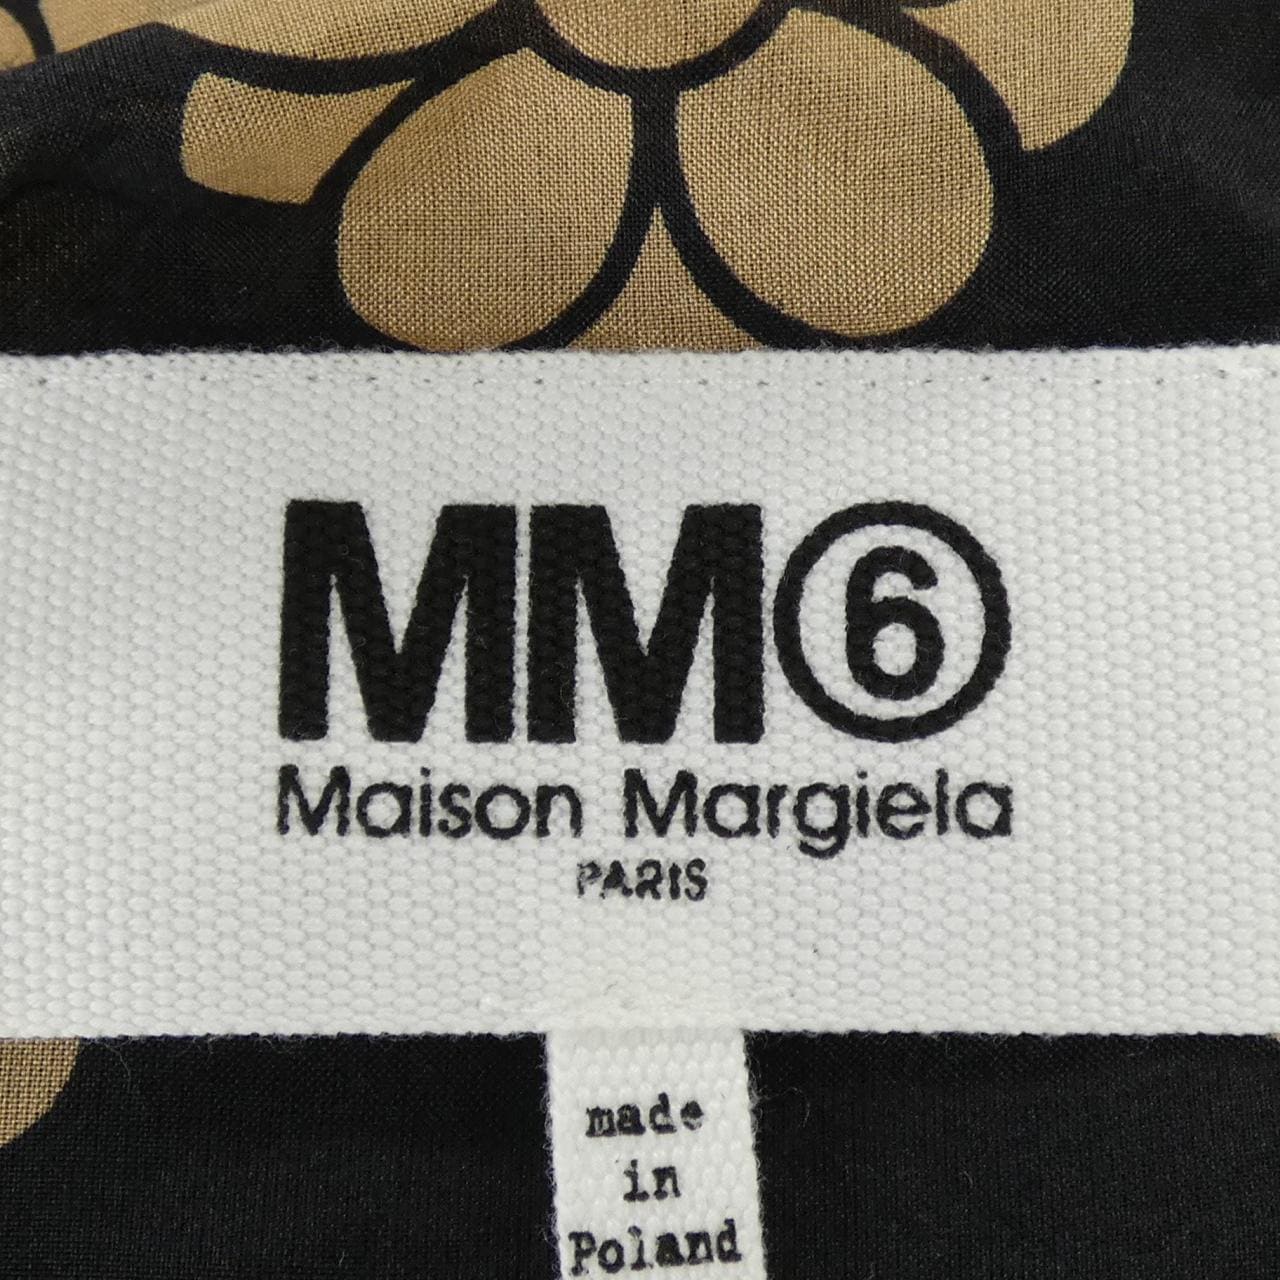 MM⑥
Maison Margiela
PARIS
made
in
Poland